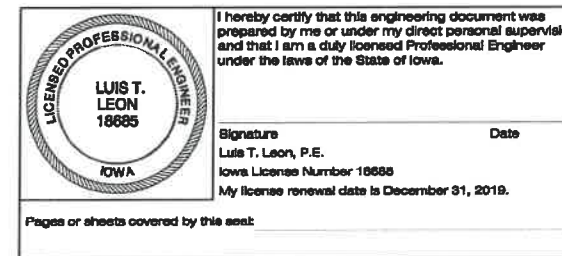 LICENSED PROFESSIONAL ENGINEER
LUIS T.
LEON
18685
IOWA
I hereby certify that this engineering document was
prepared by me or under my direct personal supervisi
and that I am a duly licensed Professional Engineer
under the laws of the State of Iowa.
Signature Date
Luis T. Leon, P.E.
Iowa License Number 18685
My license renewal date is December 31, 2019.
Pages or sheets covered by this seal: